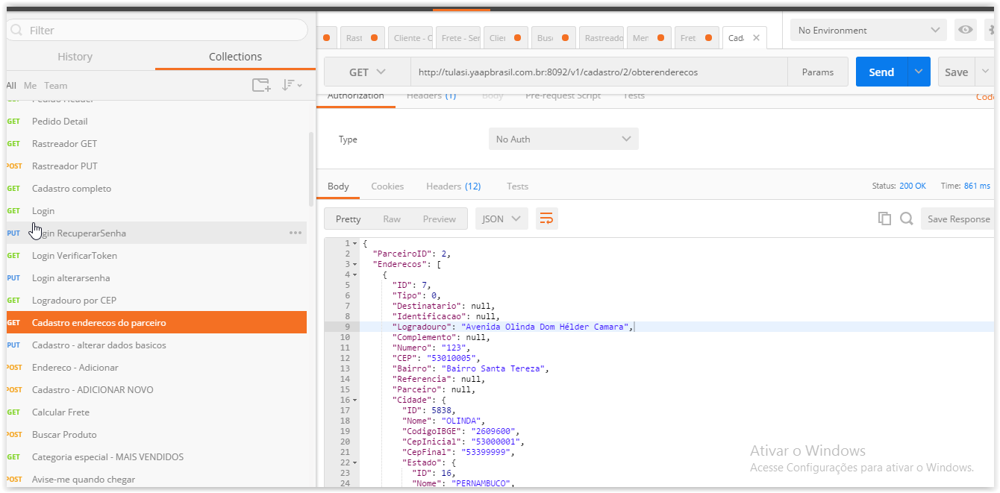 Filter
History
Collections
All
Me
Team
Pedido Header
GET Pedido Detail
GET Rastreador GET
POST Rastreador PUT
GET Cadastro completo
GET Login
PUT Login RecuperarSenha
GET Login VerificarToken
PUT Login alterarsenha
GET Logradouro por CEP
GET Cadastro enderecos do parceiro
PUT Cadastro - alterar dados basicos
POST Endereco - Adicionar
POST Cadastro - ADICIONAR NOVO
GET Calcular Frete
POST Buscar Produto
GET Categoria especial - MAIS VENDIDOS
POST Avise-me quando chegar
Rast
Cliente - C
Frete - Ser
Clie
Bus
Rastreado
Mer
Fret
Cad
No Environment
GET
http://tulasi.yaapbrasil.com.br:8092/v1/cadastro/2/obterenderecos
Params
Send
Save
Authorization
Headers (1)
Body
Pre-request Script
Tests
Code
Type
No Auth
Body
Cookies
Headers (12)
Tests
Status: 200 OK
Time: 861 ms
Pretty
Raw
Preview
JSON
Save Response
1 {
2 "ParceiroID": 2,
3 "Enderecos": [
4 {
5 "ID": 7,
6 "Tipo": 0,
7 "Destinatario": null,
8 "Identificacao": null,
9 "Logradouro": "Avenida Olinda Dom Hélder Camara",
10 "Complemento": null,
11 "Numero": "123",
12 "CEP": "53010005",
13 "Bairro": "Bairro Santa Tereza",
14 "Referencia": null,
15 "Parceiro": null,
16 "Cidade": {
17 "ID": 5838,
18 "Nome": "OLINDA",
19 "CodigoIBGE": "2609600",
20 "CepInicial": "53000001",
21 "CepFinal": "53399999",
22 "Estado": {
23 "ID": 16,
24 "Nome": "PERNAMBUCO",
Ativar o Windows
Acesse Configurações para ativar o Windows.